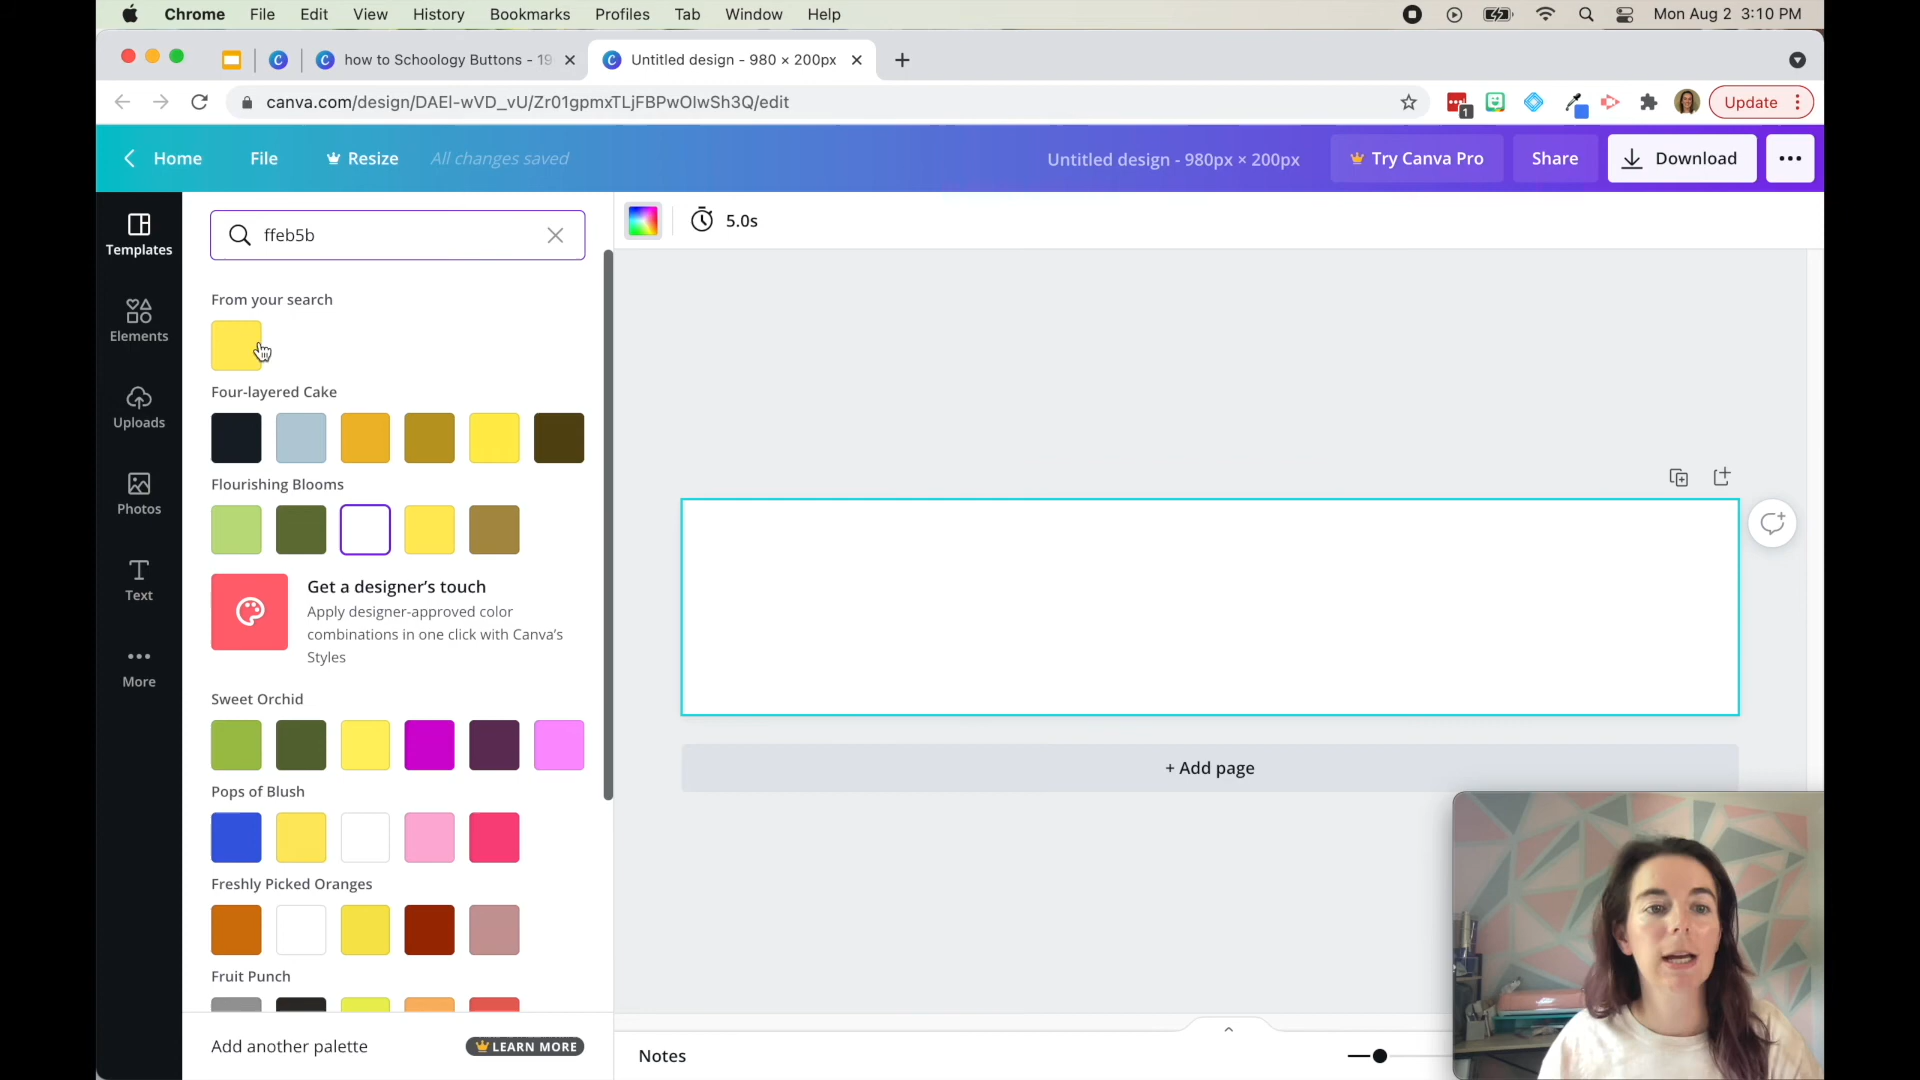 Chrome File Edit View History Bookmarks Profiles Tab Window Help Mon Aug 2 3:10 PM
how to Schoology Buttons - 19 Untitled design - 980 × 200px
canva.com/design/DAEl-wVD_vU/Zr01gpmxTLjFBPwOlwSh3Q/edit 1 Update
Home File Resize All changes saved Untitled design - 980px × 200px Try Canva Pro Share Download
Templates
Elements
Uploads
Photos
Text
More
ffeb5b
From your search
Four-layered Cake
Flourishing Blooms
Get a designer's touch
Apply designer-approved color
combinations in one click with Canva's
Styles
Sweet Orchid
Pops of Blush
Freshly Picked Oranges
Fruit Punch
Add another palette LEARN MORE
5.0s
+ Add page
Notes